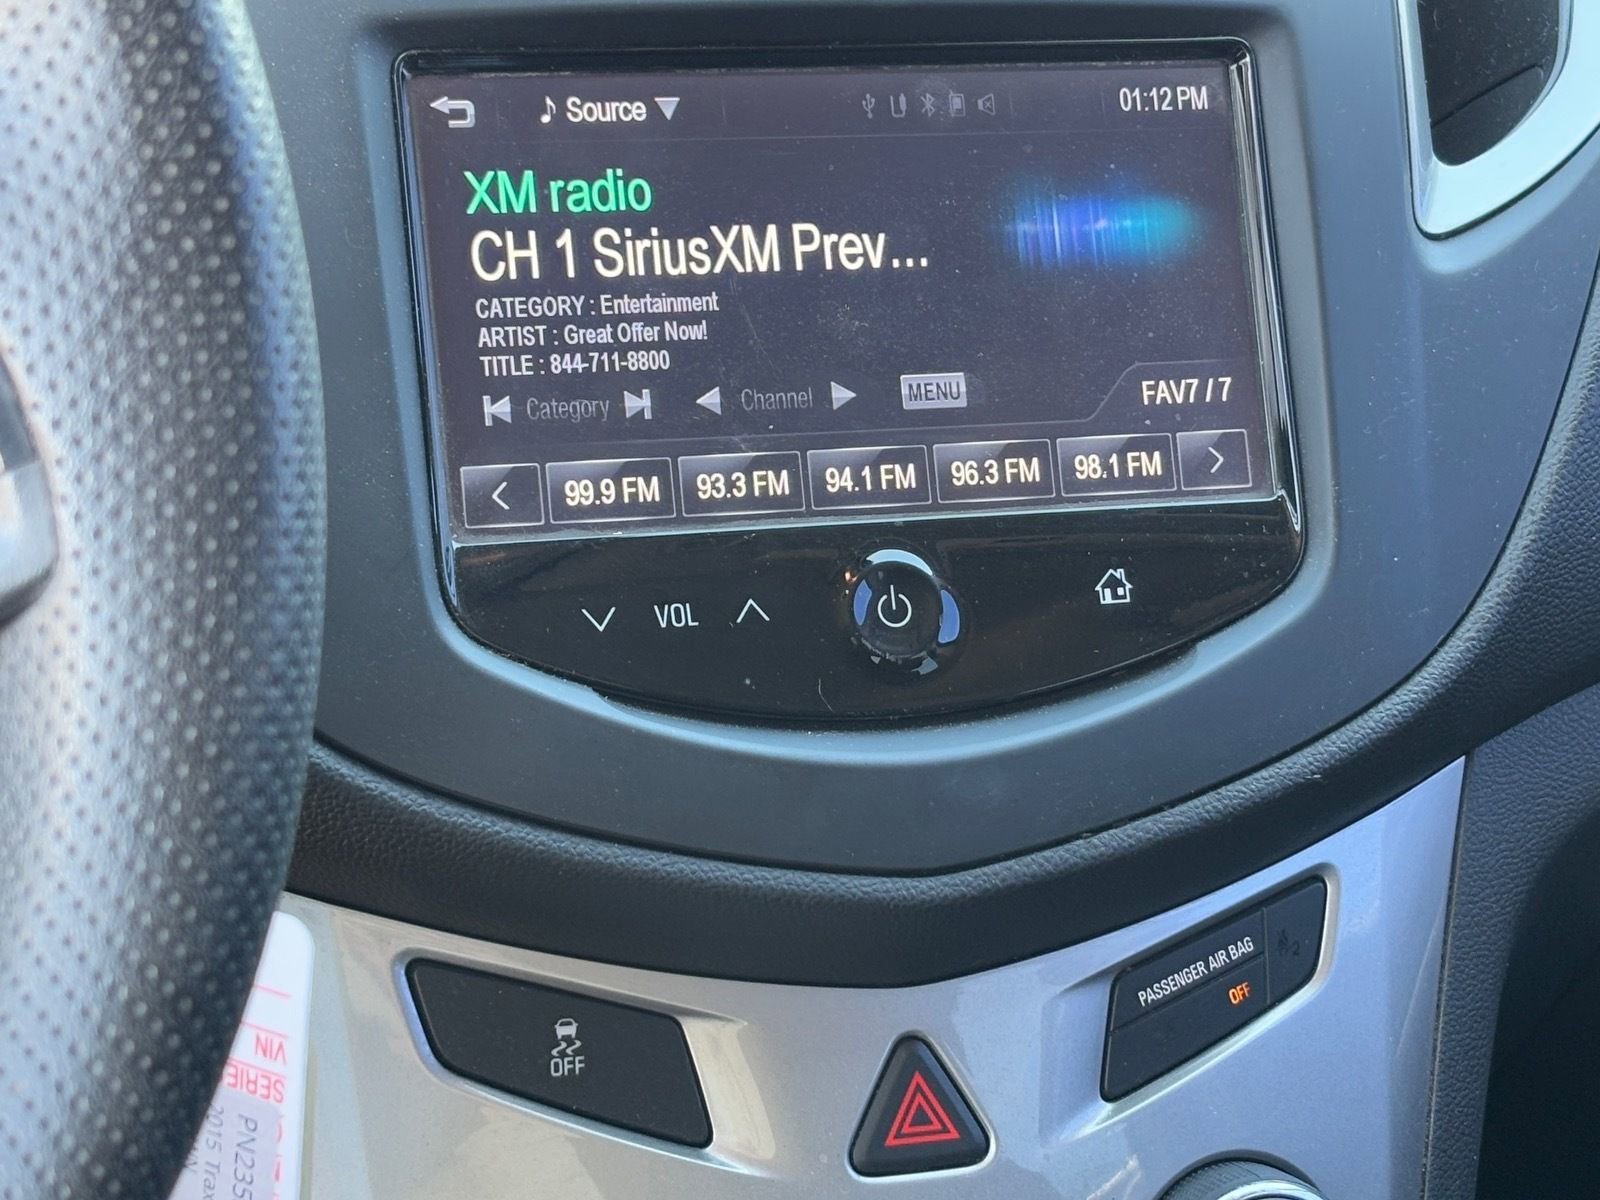 Source
01:12 PM
XM radio
CH 1 SiriusXM Prev...
CATEGORY : Entertainment
ARTIST : Great Offer Now!
TITLE : 844-711-8800
Category
Channel
MENU
FAV7 / 7
99.9 FM
93.3 FM
94.1 FM
96.3 FM
98.1 FM
VOL
PASSENGER AIR BAG
OFF
2
OFF
VIN
PN235
2015 Trax